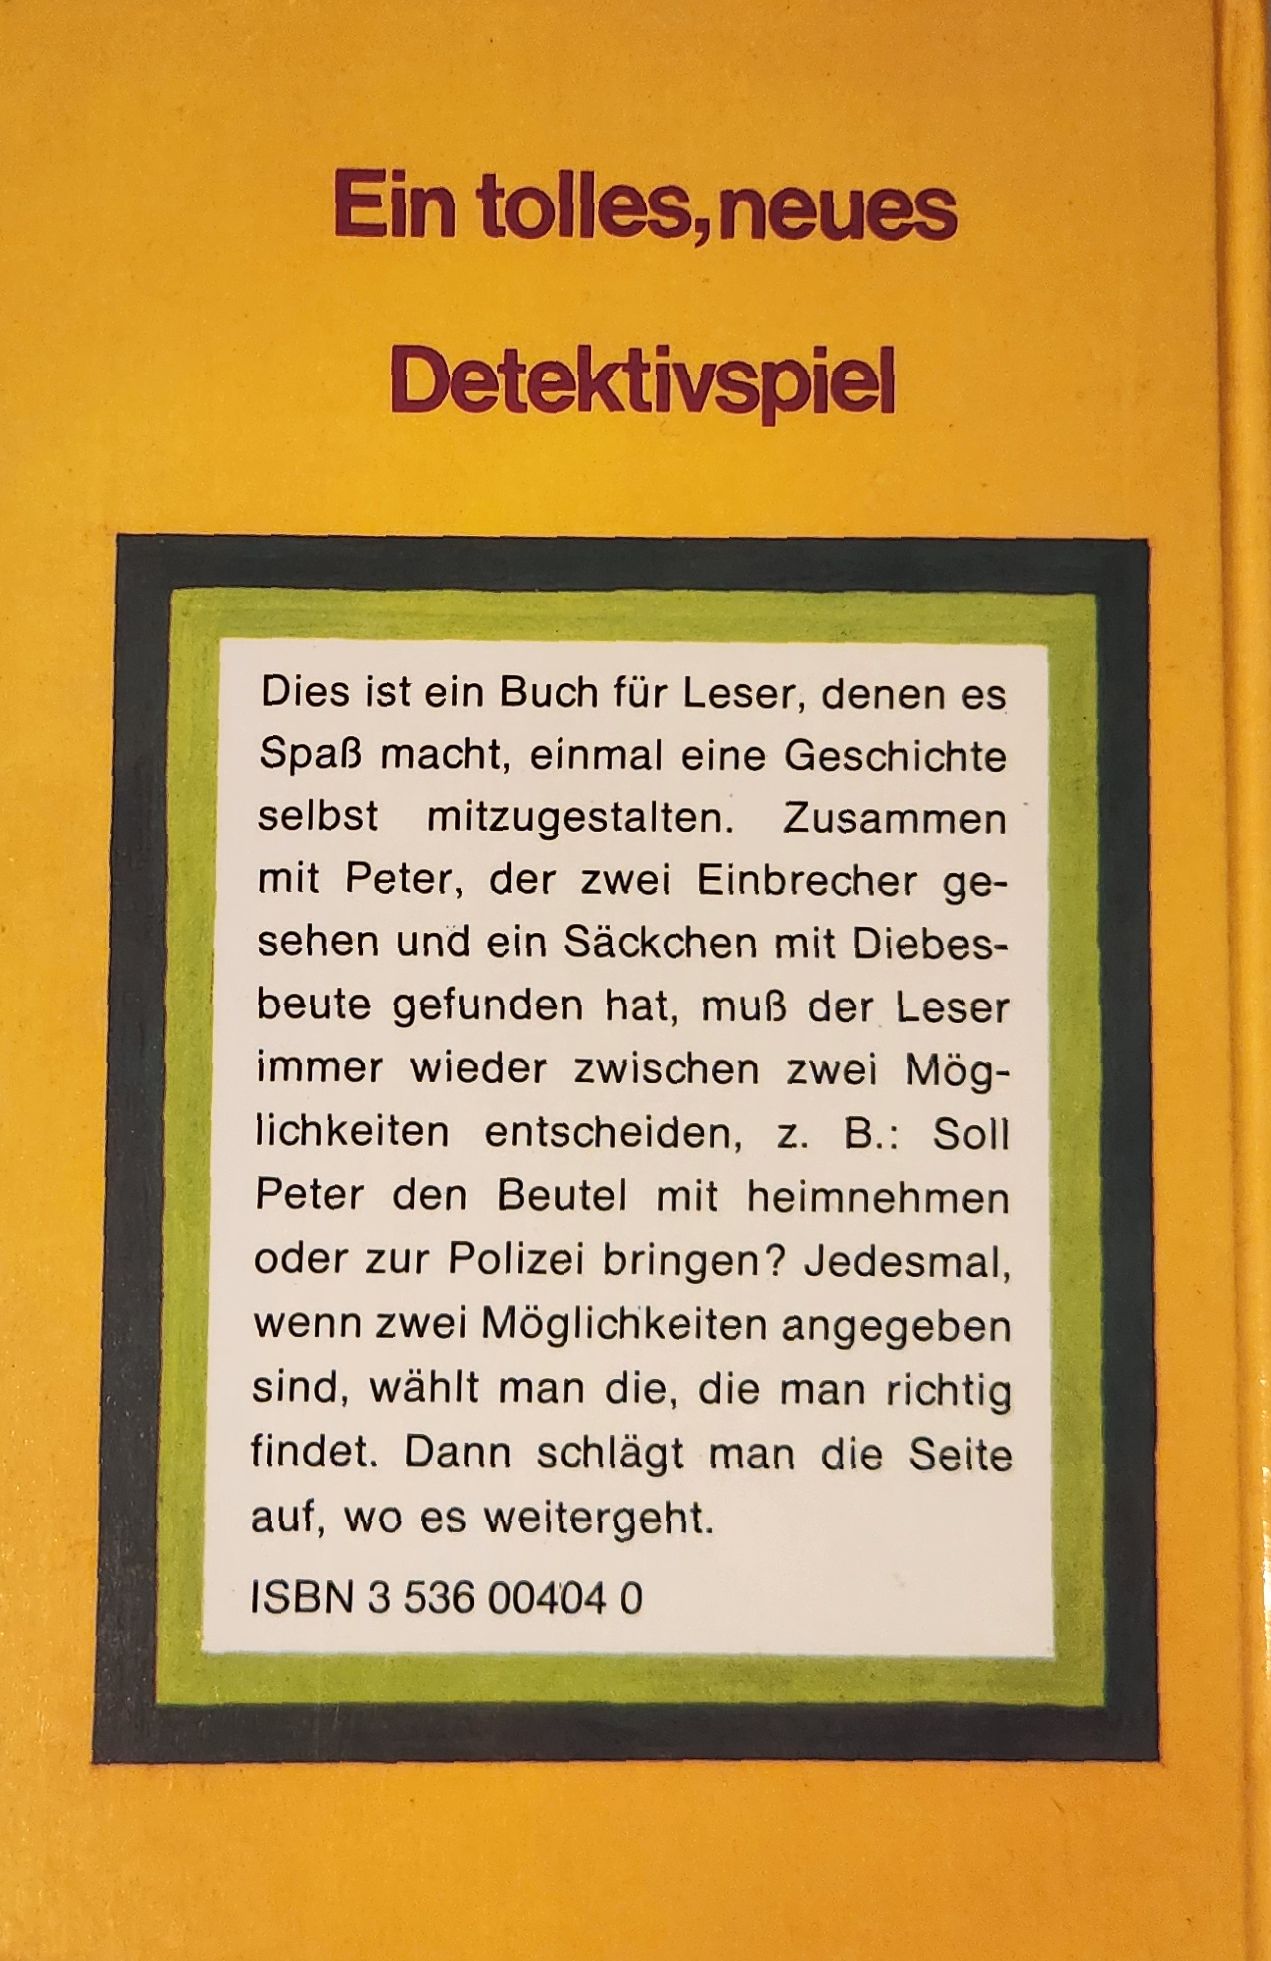 Ein tolles, neues
Detektivspiel
Dies ist ein Buch für Leser, denen es
Spaß macht, einmal eine Geschichte
selbst mitzugestalten. Zusammen
mit Peter, der zwei Einbrecher ge-
sehen und ein Säckchen mit Diebes-
beute gefunden hat, muß der Leser
immer wieder zwischen zwei Mög-
lichkeiten entscheiden, z. B.: Soll
Peter den Beutel mit heimnehmen
oder zur Polizei bringen? Jedesmal,
wenn zwei Möglichkeiten angegeben
sind, wählt man die, die man richtig
findet. Dann schlägt man die Seite
auf, wo es weitergeht.
ISBN 3 536 00404 0